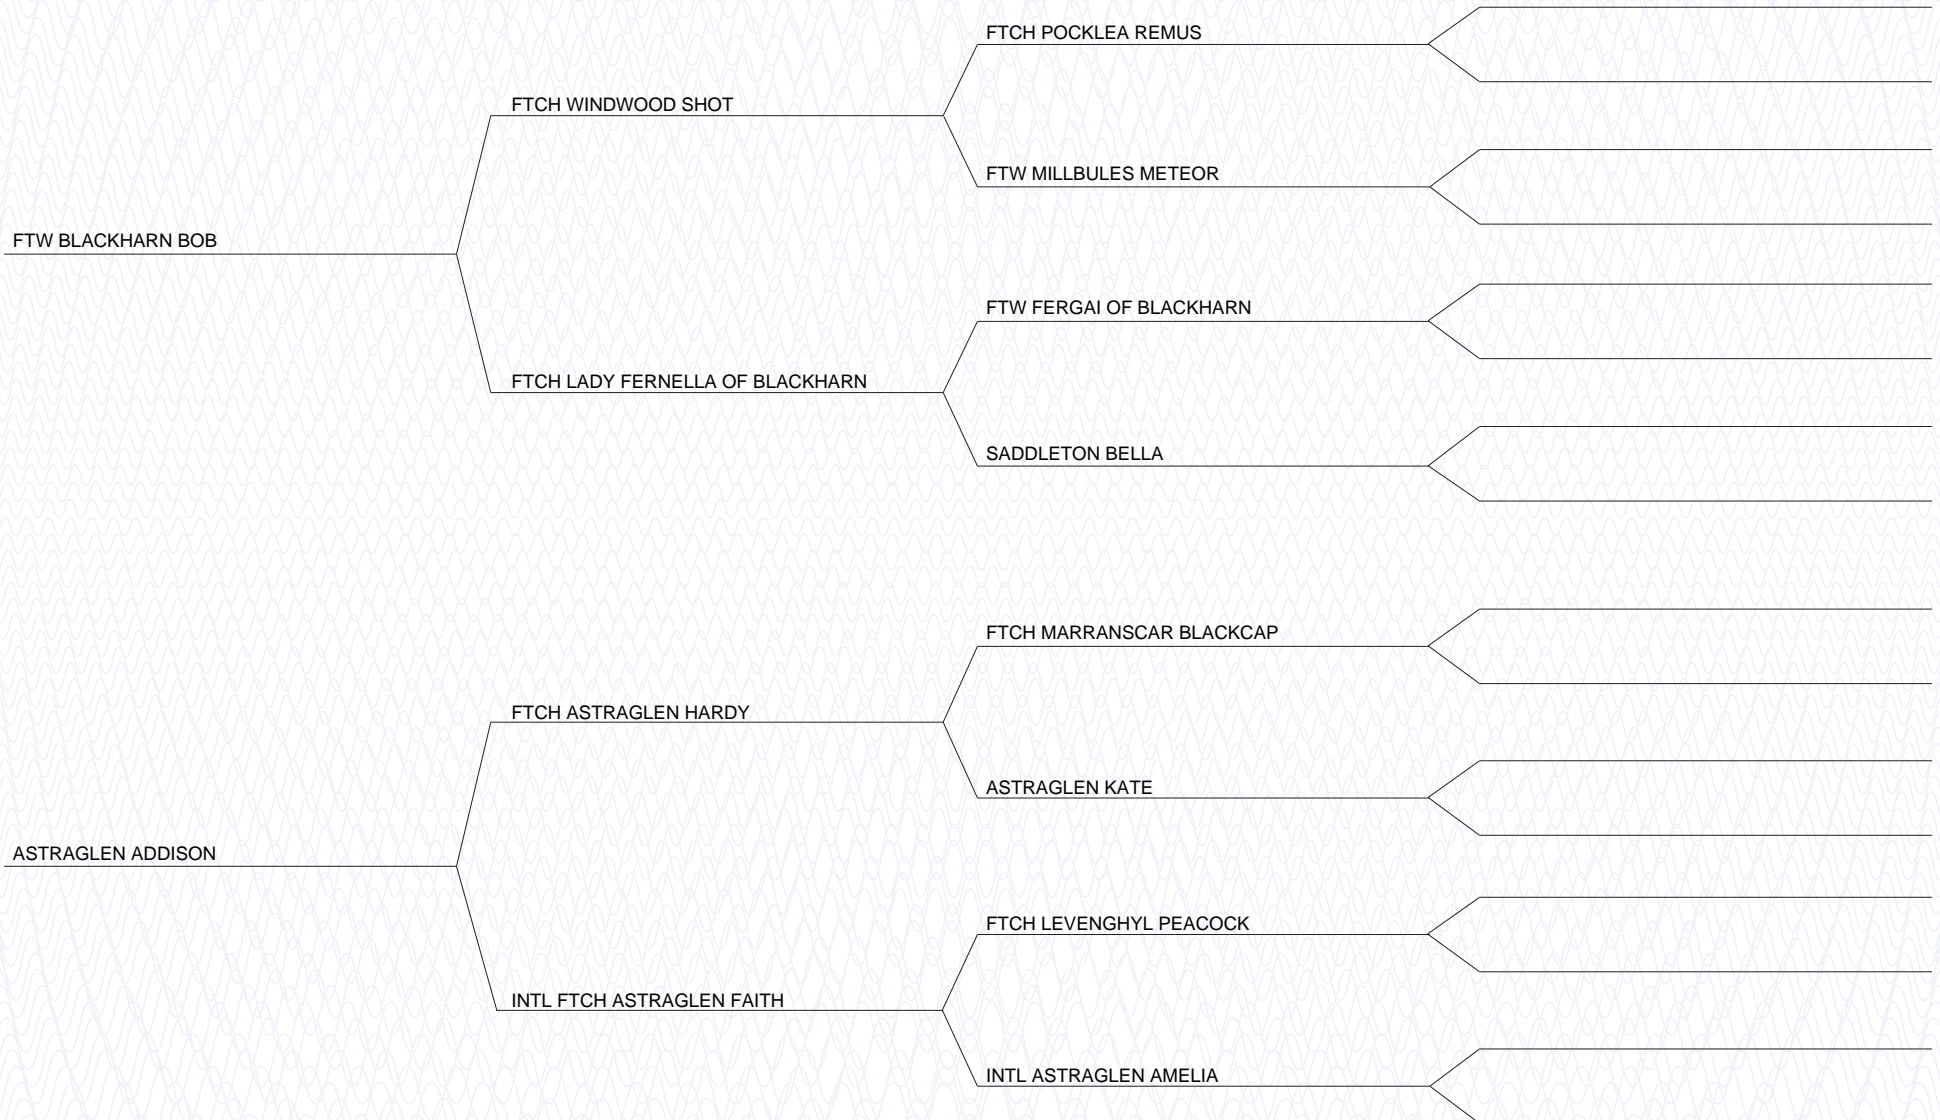 FTCH POCKLEA REMUS
FTCH WINDWOOD SHOT
FTW MILLBULES METEOR
FTW BLACKHARN BOB
FTW FERGAI OF BLACKHARN
FTCH LADY FERNELLA OF BLACKHARN
SADDLETON BELLA
FTCH MARRANSCAR BLACKCAP
FTCH ASTRAGLEN HARDY
ASTRAGLEN KATE
ASTRAGLEN ADDISON
FTCH LEVENGHYL PEACOCK
INTL FTCH ASTRAGLEN FAITH
INTL ASTRAGLEN AMELIA